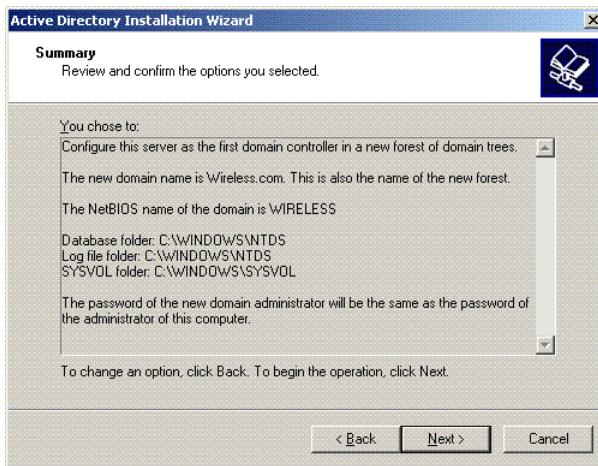 Active Directory Installation Wizard
Summary
Review and confirm the options you selected.
You chose to:
Configure this server as the first domain controller in a new forest of domain trees.
The new domain name is Wireless.com. This is also the name of the new forest.
The NetBIOS name of the domain is WIRELESS
Database folder: C:\WINDOWS\NTDS
Log file folder: C:\WINDOWS\NTDS
SYSVOL folder: C:\WINDOWS\SYSVOL
The password of the new domain administrator will be the same as the password of
the administrator of this computer.
To change an option, click Back. To begin the operation, click Next.
< Back Next > Cancel